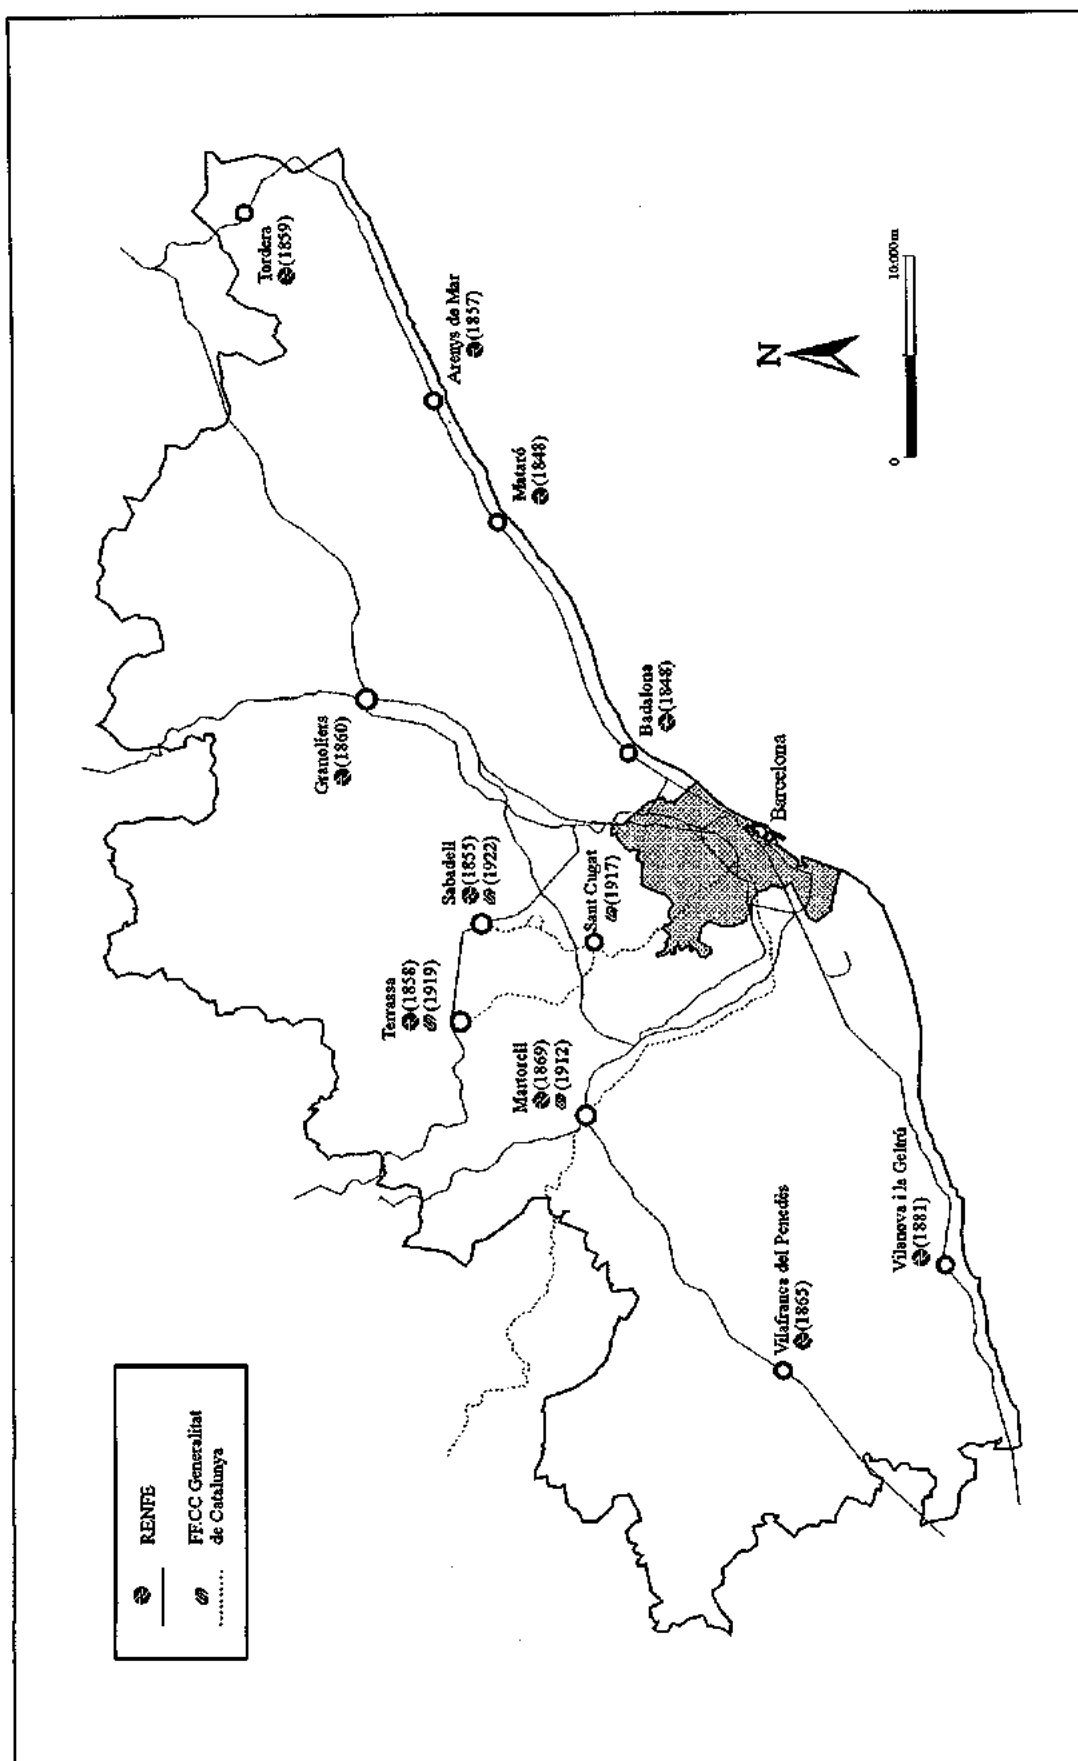 RENFE
FF.CC Generalitat
de Catalunya
Tordera
(1859)
Arenys de Mar
(1857)
Mataró
(1848)
Granollers
(1860)
Badalona
(1848)
Sabadell
(1855)
(1922)
Sant Cugat
(1917)
Terrassa
(1858)
(1919)
Martorell
(1869)
(1912)
Barcelona
Vilafranca del Penedès
(1865)
Vilanova i la Geltrú
(1881)
N
0
10.000m